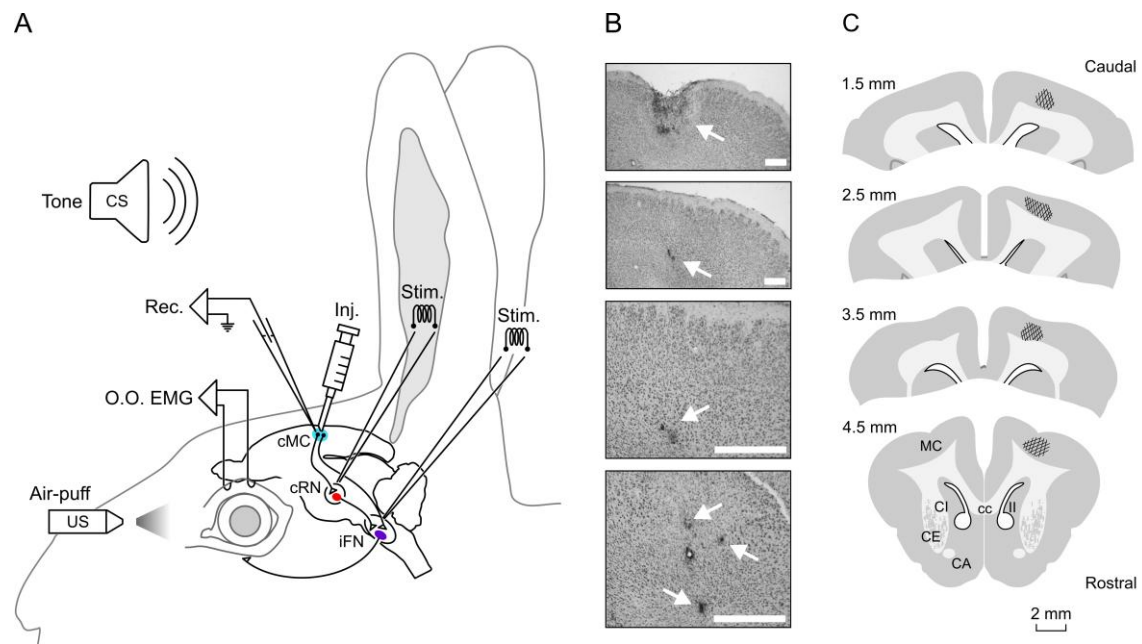 A
B
C
Tone
CS
Rec.
Inj.
Stim.
Stim.
O.O. EMG
cMC
cRN
Air-puff
US
iFN
1.5 mm
Caudal
2.5 mm
3.5 mm
4.5 mm
MC
CI
cc
II
CE
CA
Rostral
2 mm